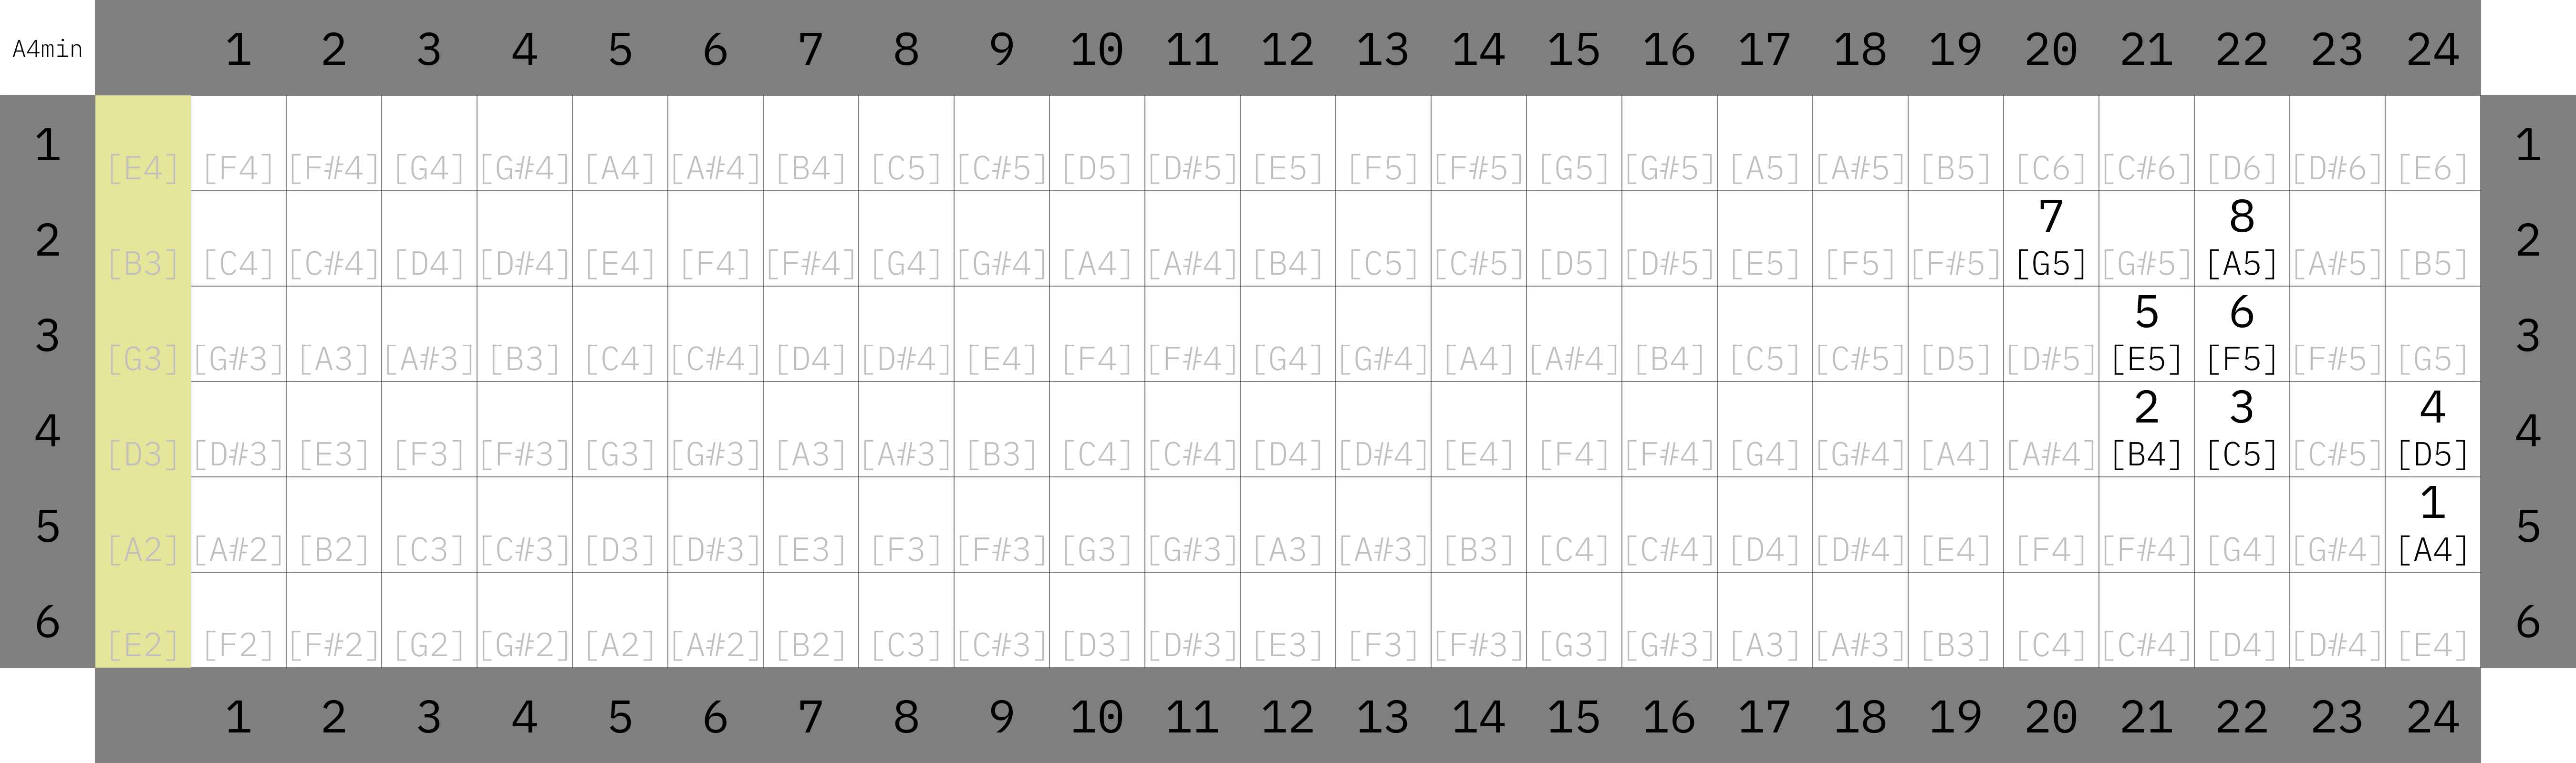 A4min 1 2 3 4 5 6 7 8 9 10 11 12 13 14 15 16 17 18 19 20 21 22 23 24
1 [E4] [F4] [F#4] [G4] [G#4] [A4] [A#4] [B4] [C5] [C#5] [D5] [D#5] [E5] [F5] [F#5] [G5] [G#5] [A5] [A#5] [B5] [C6] [C#6] [D6] [D#6] [E6] 1
7 8
2 [B3] [C4] [C#4] [D4] [D#4] [E4] [F4] [F#4] [G4] [G#4] [A4] [A#4] [B4] [C5] [C#5] [D5] [D#5] [E5] [F5] [F#5] [G5] [G#5] [A5] [A#5] [B5] 2
5 6
3 [G3] [G#3] [A3] [A#3] [B3] [C4] [C#4] [D4] [D#4] [E4] [F4] [F#4] [G4] [G#4] [A4] [A#4] [B4] [C5] [C#5] [D5] [D#5] [E5] [F5] [F#5] [G5] 3
2 3 4
4 [D3] [D#3] [E3] [F3] [F#3] [G3] [G#3] [A3] [A#3] [B3] [C4] [C#4] [D4] [D#4] [E4] [F4] [F#4] [G4] [G#4] [A4] [A#4] [B4] [C5] [C#5] [D5] 4
1
5 [A2] [A#2] [B2] [C3] [C#3] [D3] [D#3] [E3] [F3] [F#3] [G3] [G#3] [A3] [A#3] [B3] [C4] [C#4] [D4] [D#4] [E4] [F4] [F#4] [G4] [G#4] [A4] 5
6 [E2] [F2] [F#2] [G2] [G#2] [A2] [A#2] [B2] [C3] [C#3] [D3] [D#3] [E3] [F3] [F#3] [G3] [G#3] [A3] [A#3] [B3] [C4] [C#4] [D4] [D#4] [E4] 6
1 2 3 4 5 6 7 8 9 10 11 12 13 14 15 16 17 18 19 20 21 22 23 24